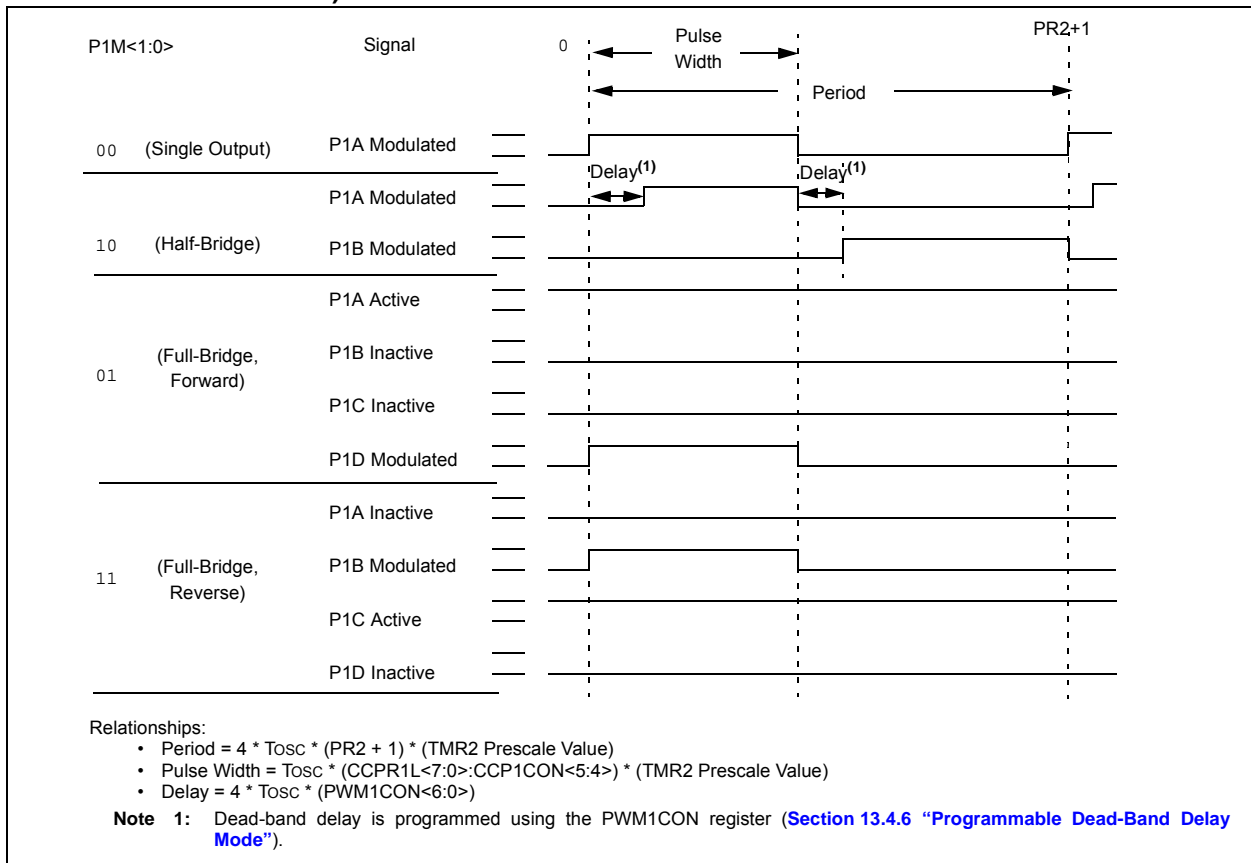 P1M<1:0>
Signal
0
Pulse
Width
PR2+1
Period
00
(Single Output)
P1A Modulated
Delay(1)
Delay(1)
P1A Modulated
10
(Half-Bridge)
P1B Modulated
P1A Active
01
(Full-Bridge,
Forward)
P1B Inactive
P1C Inactive
P1D Modulated
P1A Inactive
11
(Full-Bridge,
Reverse)
P1B Modulated
P1C Active
P1D Inactive
Relationships:
• Period = 4 * TOSC * (PR2 + 1) * (TMR2 Prescale Value)
• Pulse Width = TOSC * (CCPR1L<7:0>:CCP1CON<5:4>) * (TMR2 Prescale Value)
• Delay = 4 * TOSC * (PWM1CON<6:0>)
Note 1: Dead-band delay is programmed using the PWM1CON register (Section 13.4.6 “Programmable Dead-Band Delay
Mode”).